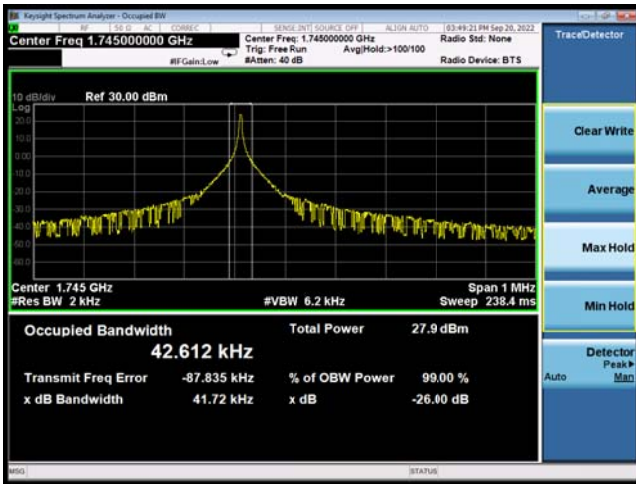 Keysight Spectrum Analyzer - Occupied BW
RF 50 Ω AC CORREC SENSE:INT SOURCE OFF ALIGN AUTO 03:49:21 PM Sep 20, 2022
Center Freq 1.745000000 GHz Center Freq: 1.745000000 GHz Radio Std: None
Trig: Free Run Avg|Hold:>100/100
#IFGain:Low #Atten: 40 dB Radio Device: BTS
Trace/Detector
10 dB/div Ref 30.00 dBm
Log
20.0
10.0
0.00
-10.0
-20.0
-30.0
-40.0
-50.0
-60.0
Center 1.745 GHz Span 1 MHz
#Res BW 2 kHz #VBW 6.2 kHz Sweep 238.4 ms
Occupied Bandwidth Total Power 27.9 dBm
42.612 kHz
Transmit Freq Error -87.835 kHz % of OBW Power 99.00 %
x dB Bandwidth 41.72 kHz x dB -26.00 dB
Clear Write
Average
Max Hold
Min Hold
Detector
Peak▶
Auto Man
MSG STATUS